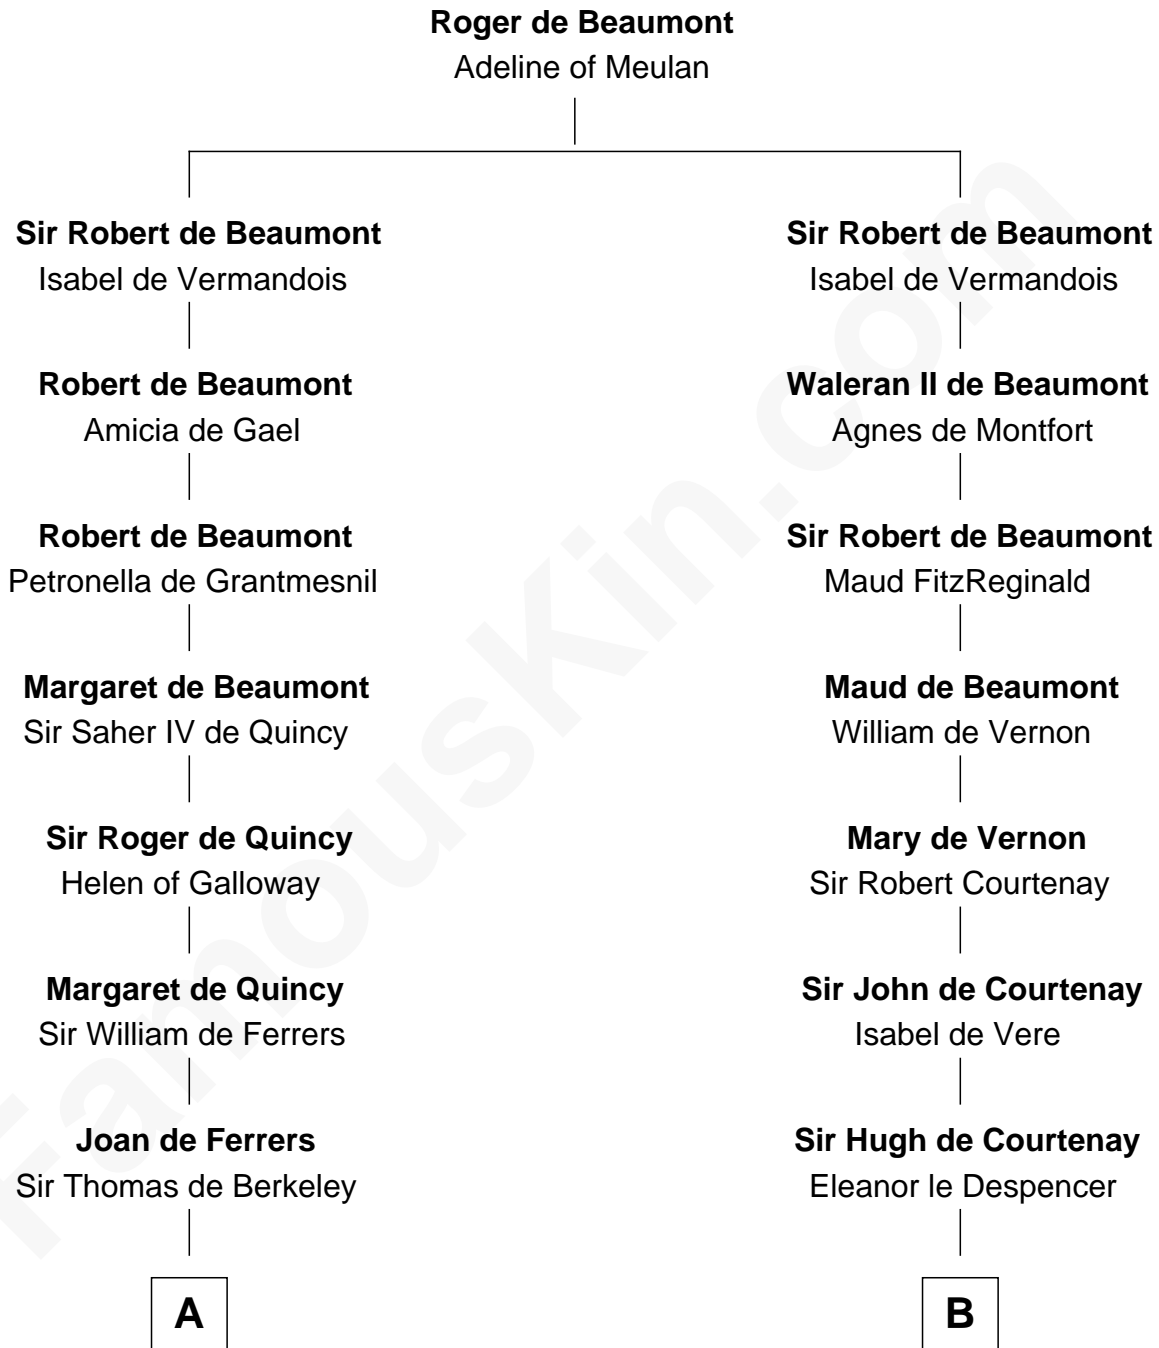 Roger de Beaumont
Adeline of Meulan
Sir Robert de Beaumont
Isabel de Vermandois
Robert de Beaumont
Amicia de Gael
Robert de Beaumont
Petronella de Grantmesnil
Margaret de Beaumont
Sir Saher IV de Quincy
Sir Roger de Quincy
Helen of Galloway
Margaret de Quincy
Sir William de Ferrers
Joan de Ferrers
Sir Thomas de Berkeley
A
Sir Robert de Beaumont
Isabel de Vermandois
Waleran II de Beaumont
Agnes de Montfort
Sir Robert de Beaumont
Maud FitzReginald
Maud de Beaumont
William de Vernon
Mary de Vernon
Sir Robert Courtenay
Sir John de Courtenay
Isabel de Vere
Sir Hugh de Courtenay
Eleanor le Despencer
B
FamousKin.com